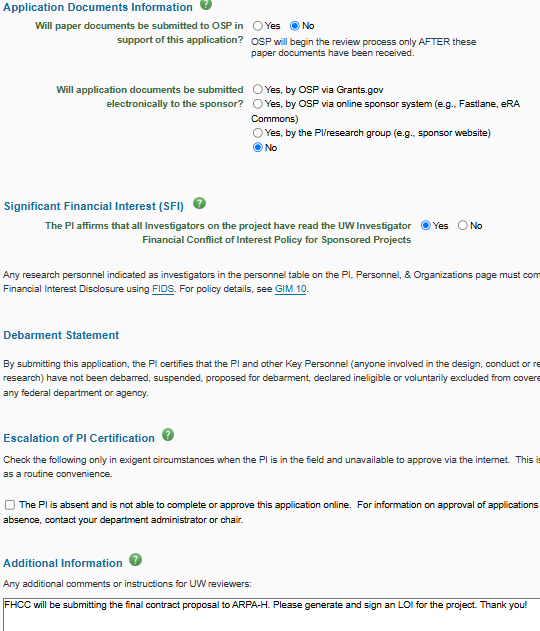 Application Documents Information ?
Will paper documents be submitted to OSP in Yes No
support of this application? OSP will begin the review process only AFTER these
paper documents have been received.
Will application documents be submitted Yes, by OSP via Grants.gov
electronically to the sponsor? Yes, by OSP via online sponsor system (e.g., Fastlane, eRA
Commons)
Yes, by the PI/research group (e.g., sponsor website)
No
Significant Financial Interest (SFI) ?
The PI affirms that all Investigators on the project have read the UW Investigator Yes No
Financial Conflict of Interest Policy for Sponsored Projects
Any research personnel indicated as investigators in the personnel table on the PI, Personnel, & Organizations page must com
Financial Interest Disclosure using FIDS. For policy details, see GIM 10.
Debarment Statement
By submitting this application, the PI certifies that the PI and other Key Personnel (anyone involved in the design, conduct or re
research) have not been debarred, suspended, proposed for debarment, declared ineligible or voluntarily excluded from covere
any federal department or agency.
Escalation of PI Certification ?
Check the following only in exigent circumstances when the PI is in the field and unavailable to approve via the internet. This is
as a routine convenience.
The PI is absent and is not able to complete or approve this application online. For information on approval of applications
absence, contact your department administrator or chair.
Additional Information ?
Any additional comments or instructions for UW reviewers:
FHCC will be submitting the final contract proposal to ARPA-H. Please generate and sign an LOI for the project. Thank you!